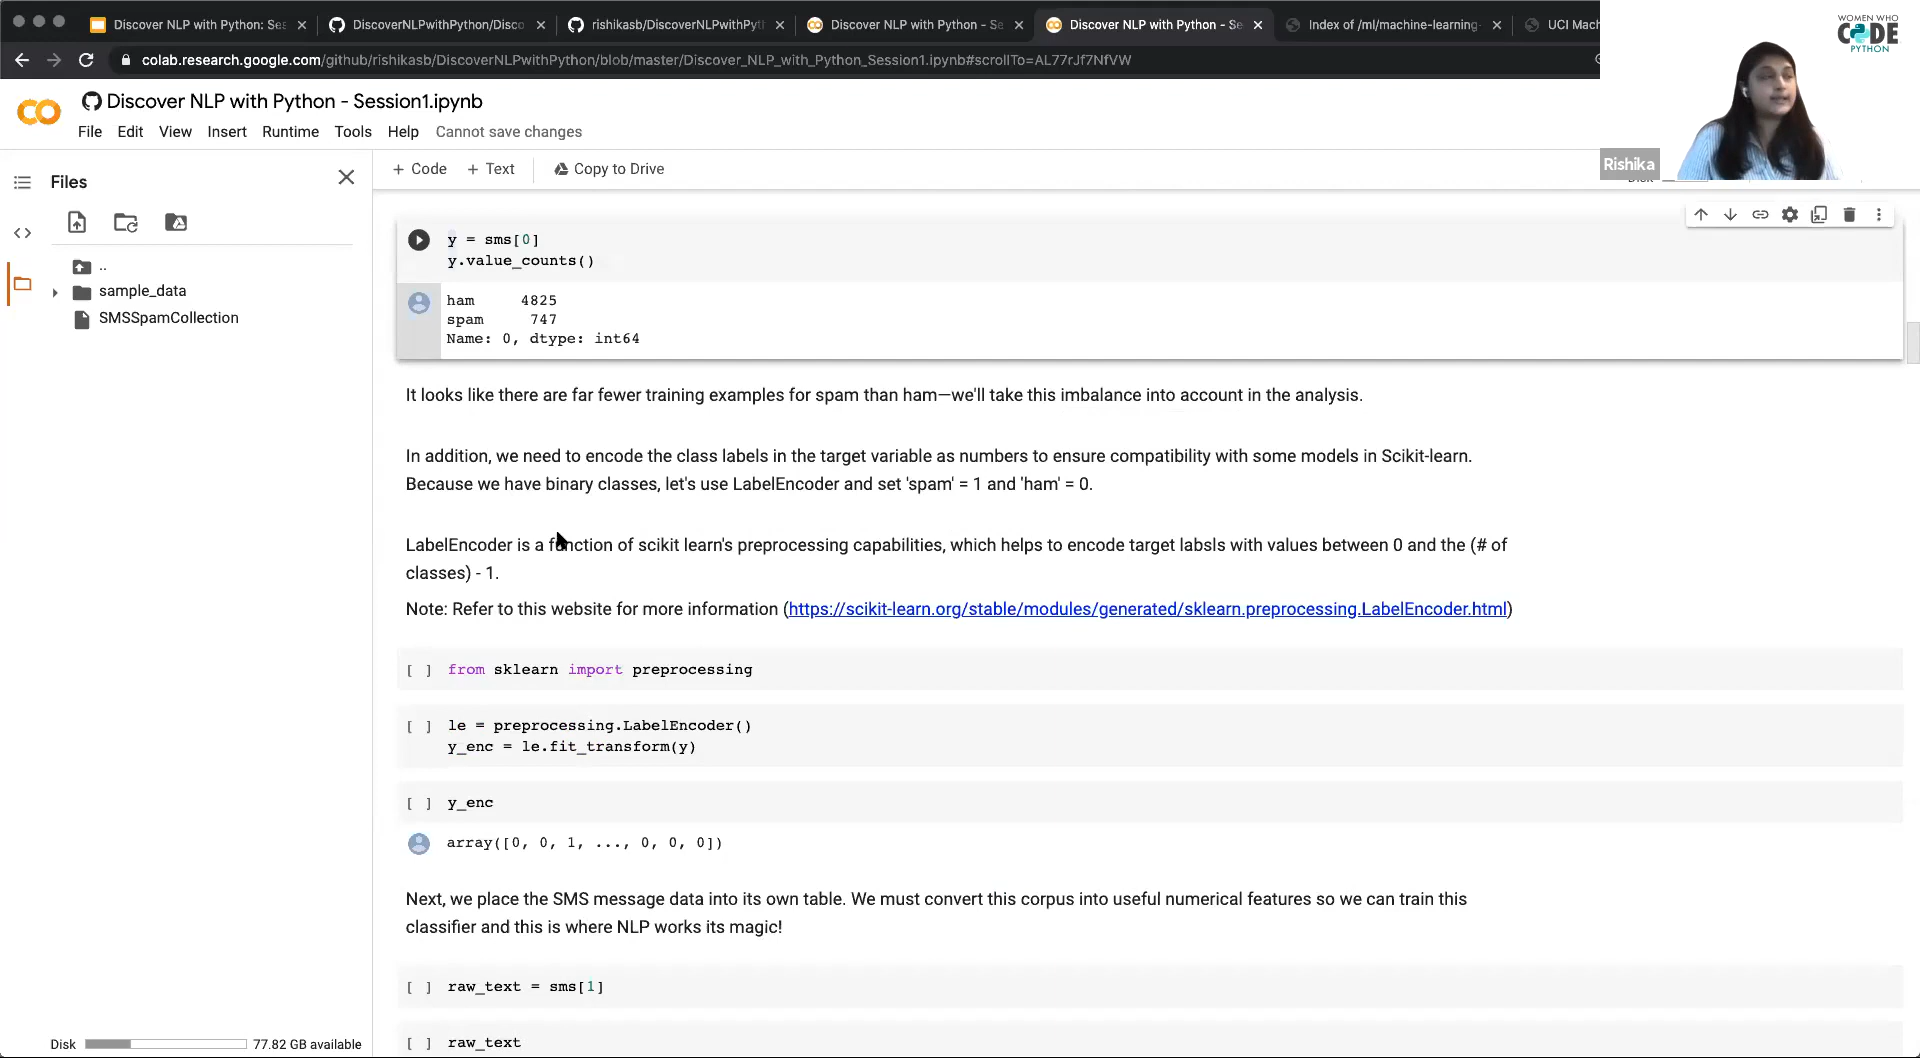 Discover NLP with Python: Ses
DiscoverNLPwithPython/Disco
rishikasb/DiscoverNLPwithPyth
Discover NLP with Python - Se
Discover NLP with Python - Se
Index of /ml/machine-learning-
UCI Mach
colab.research.google.com/github/rishikasb/DiscoverNLPwithPython/blob/master/Discover_NLP_with_Python_Session1.ipynb#scrollTo=AL77rJf7NfVW
WOMEN WHO
CODE
PYTHON
Rishika
Discover NLP with Python - Session1.ipynb
File Edit View Insert Runtime Tools Help Cannot save changes
+ Code + Text Copy to Drive
Files
..
sample_data
SMSSpamCollection
Disk 77.82 GB available
y = sms[0]
y.value_counts()
ham 4825
spam 747
Name: 0, dtype: int64
It looks like there are far fewer training examples for spam than ham—we'll take this imbalance into account in the analysis.
In addition, we need to encode the class labels in the target variable as numbers to ensure compatibility with some models in Scikit-learn.
Because we have binary classes, let's use LabelEncoder and set 'spam' = 1 and 'ham' = 0.
LabelEncoder is a function of scikit learn's preprocessing capabilities, which helps to encode target labsls with values between 0 and the (# of
classes) - 1.
Note: Refer to this website for more information (https://scikit-learn.org/stable/modules/generated/sklearn.preprocessing.LabelEncoder.html)
[ ] from sklearn import preprocessing
[ ] le = preprocessing.LabelEncoder()
y_enc = le.fit_transform(y)
[ ] y_enc
array([0, 0, 1, ..., 0, 0, 0])
Next, we place the SMS message data into its own table. We must convert this corpus into useful numerical features so we can train this
classifier and this is where NLP works its magic!
[ ] raw_text = sms[1]
[ ] raw_text